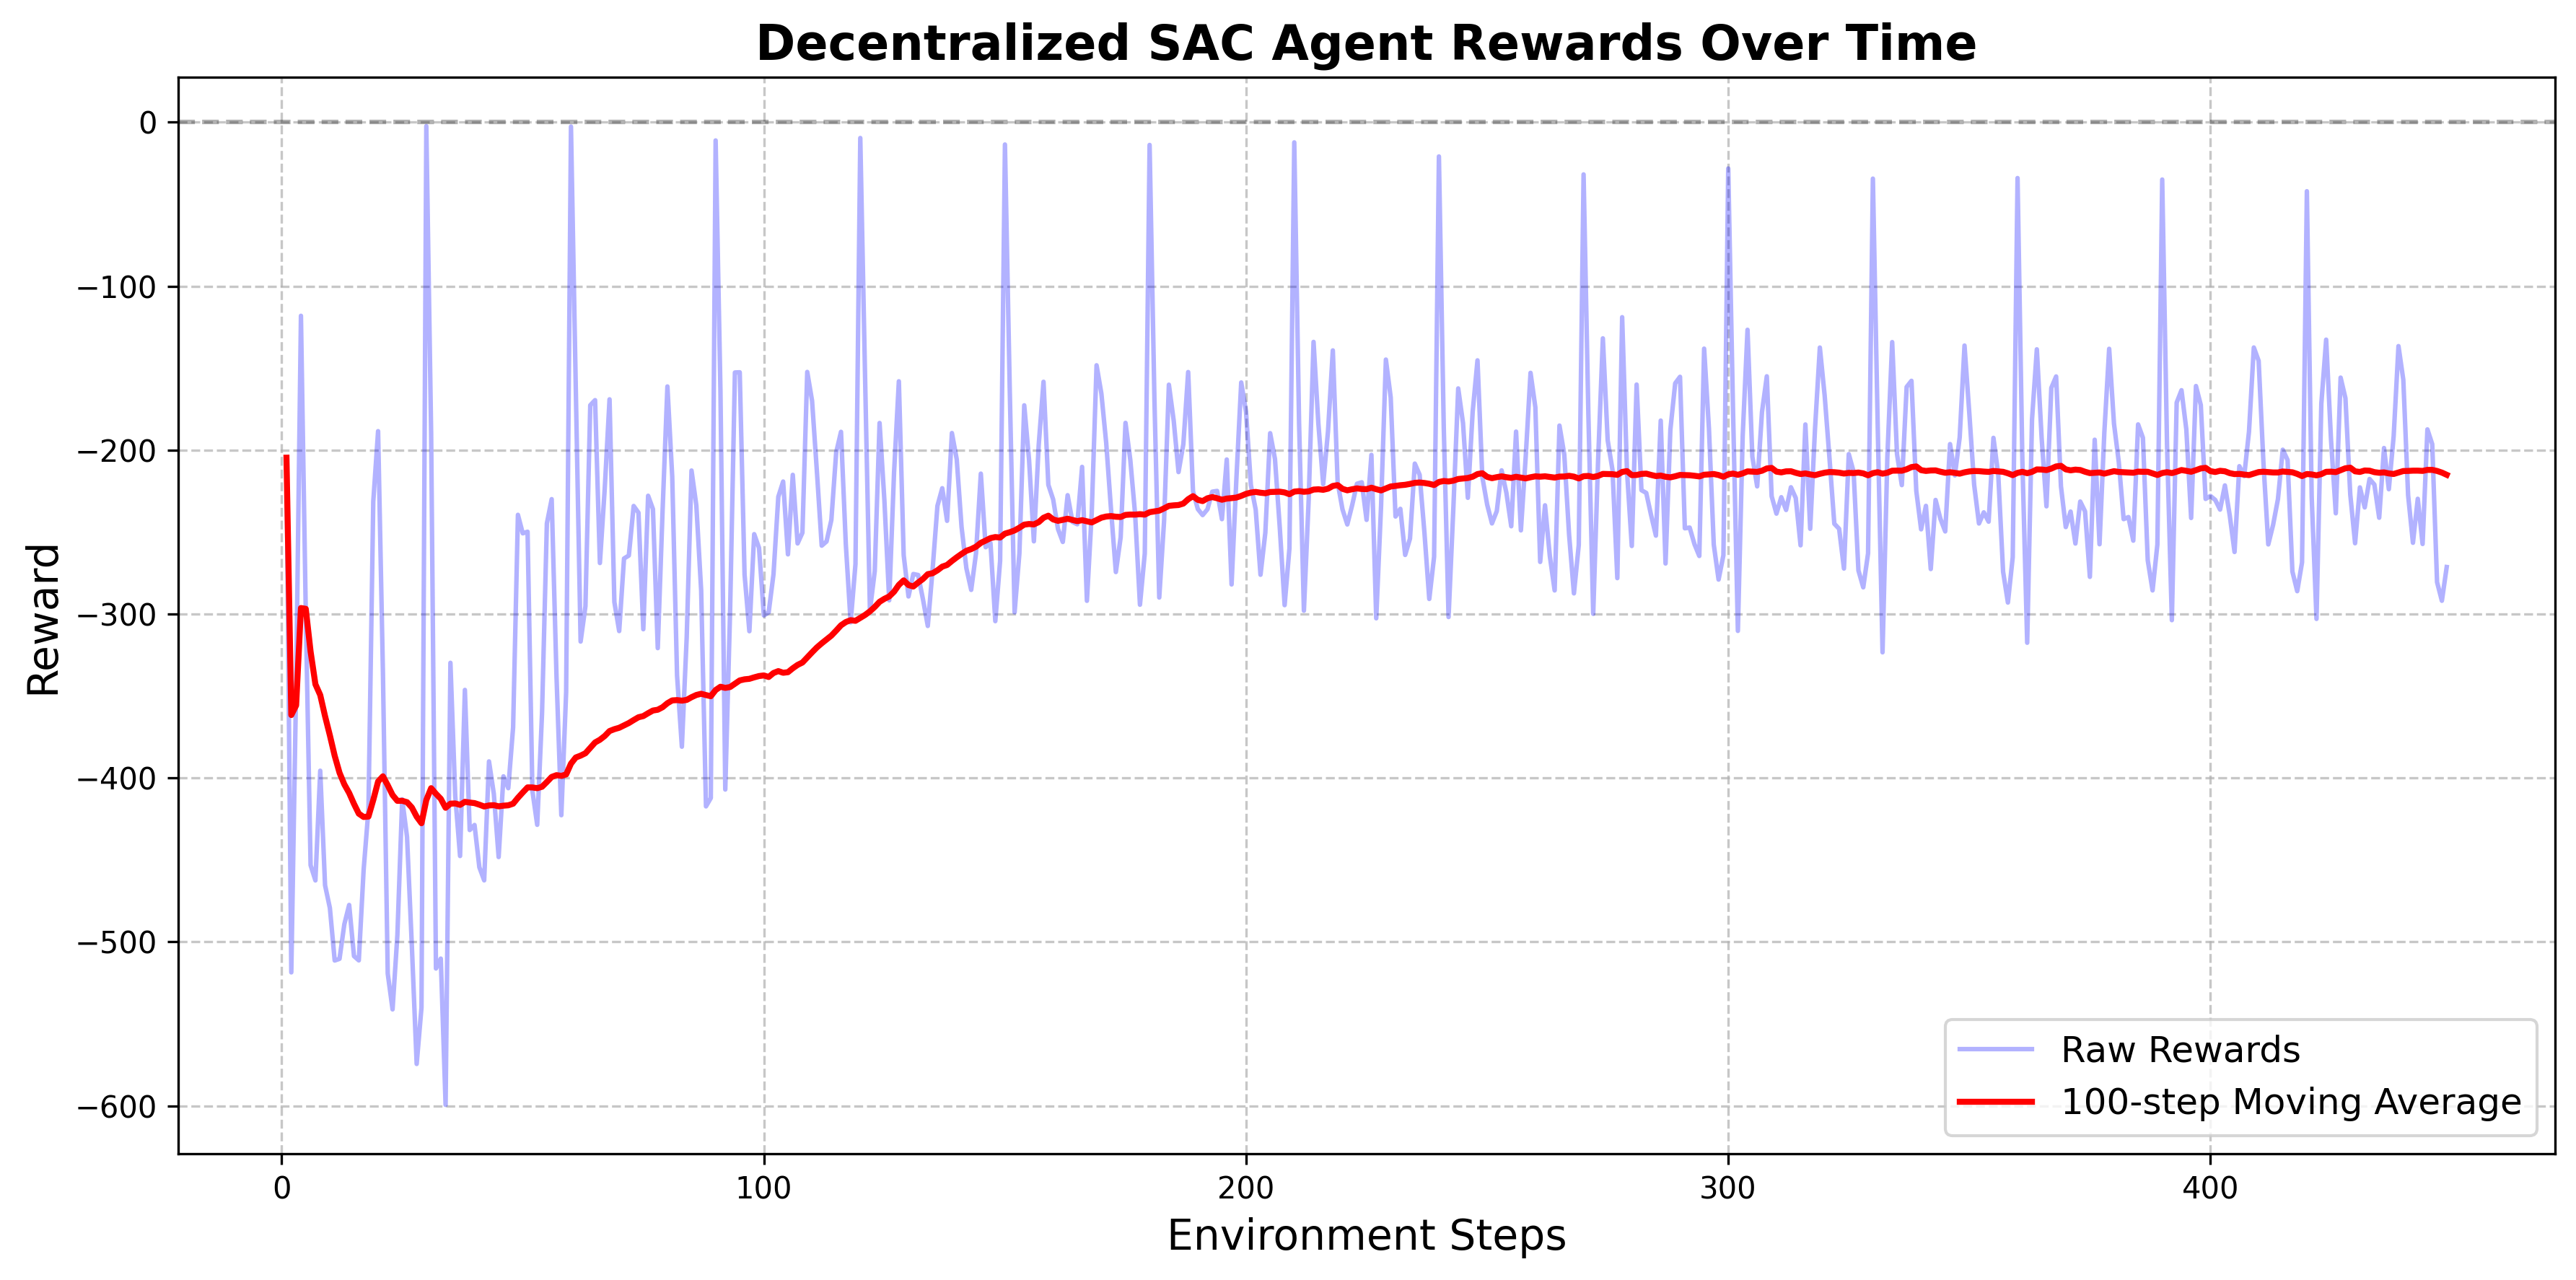 Decentralized SAC Agent Rewards Over Time
0
−100
−200
−300
−400
−500
−600
Reward
0
100
200
300
400
Environment Steps
Raw Rewards
100-step Moving Average